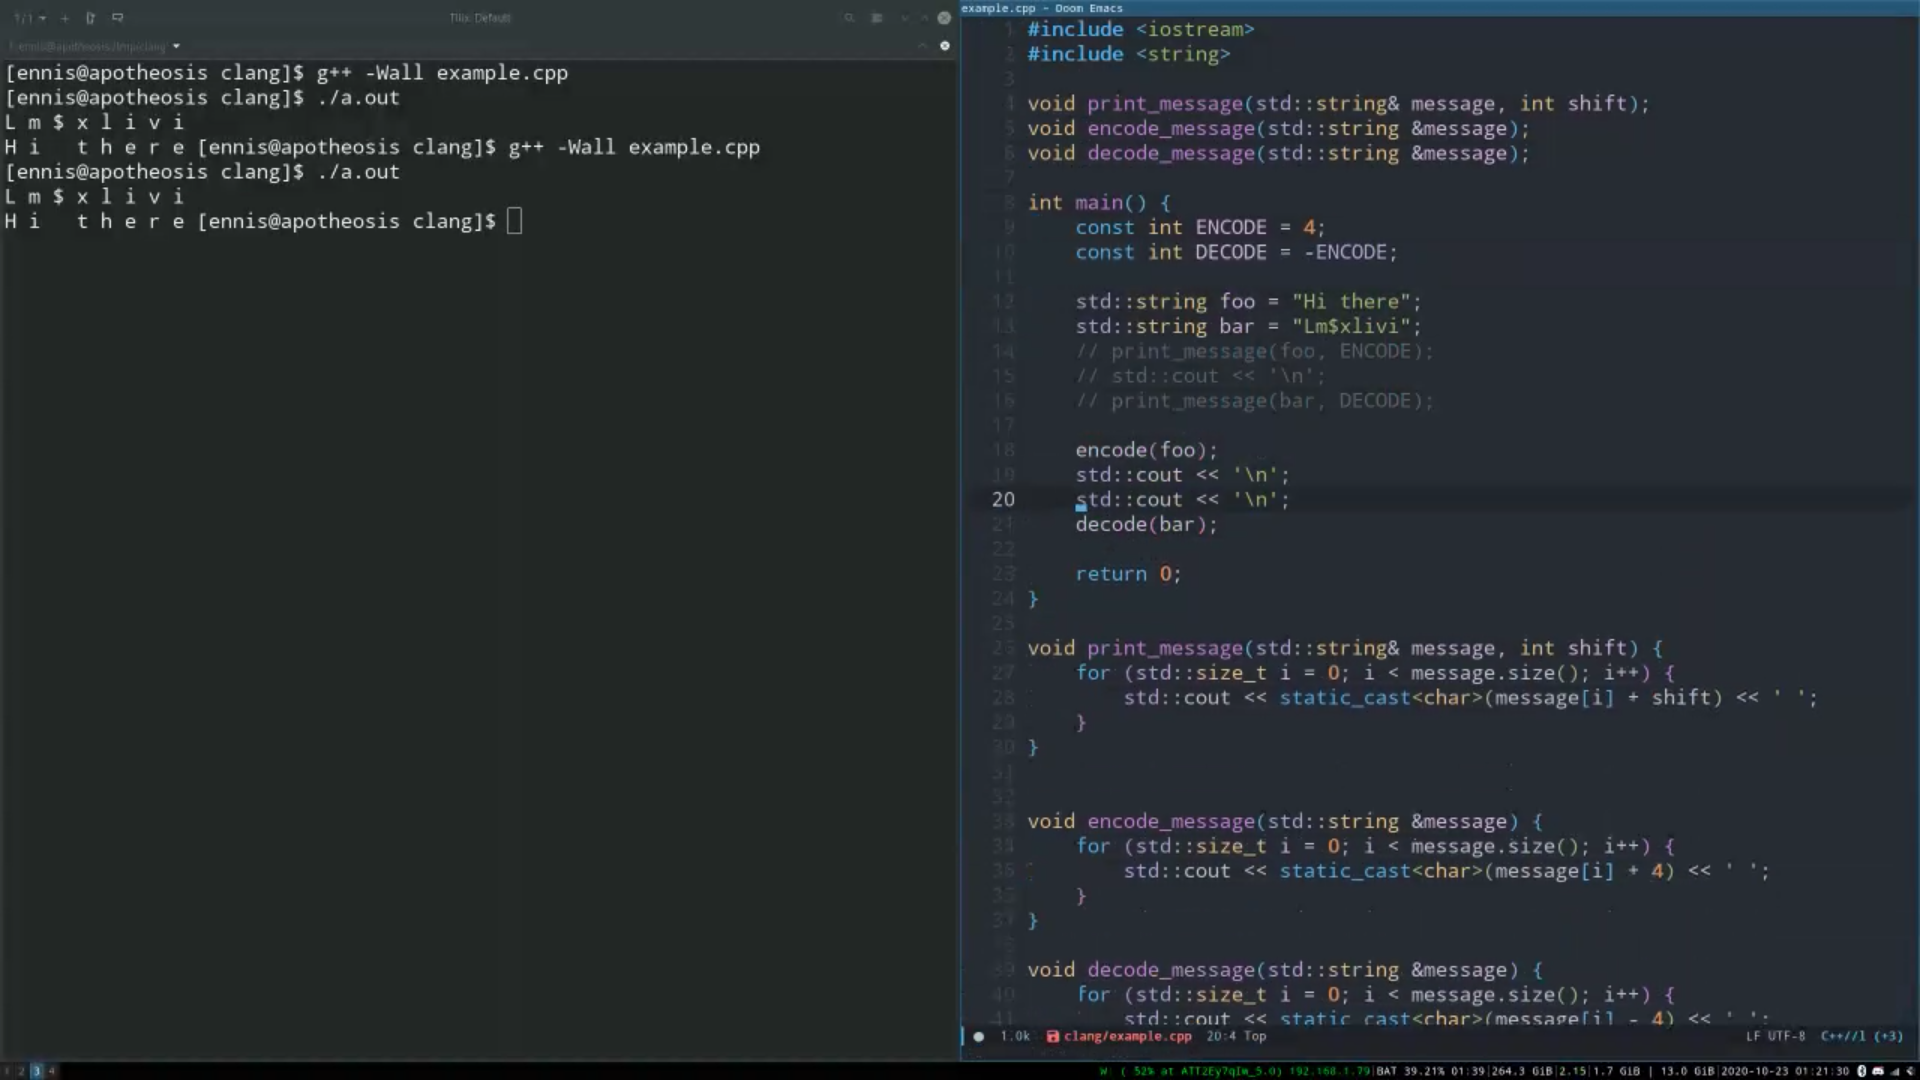 1/1
Tilix: Default
[ennis@apotheosis clang]$ g++ -Wall example.cpp
[ennis@apotheosis clang]$ ./a.out
L m $ x l i v i
H i   t h e r e [ennis@apotheosis clang]$ g++ -Wall example.cpp
[ennis@apotheosis clang]$ ./a.out
L m $ x l i v i
H i   t h e r e [ennis@apotheosis clang]$
example.cpp - Doom Emacs
1 #include <iostream>
2 #include <string>
3
4 void print_message(std::string& message, int shift);
5 void encode_message(std::string &message);
6 void decode_message(std::string &message);
7
8 int main() {
9     const int ENCODE = 4;
10     const int DECODE = -ENCODE;
11
12     std::string foo = "Hi there";
13     std::string bar = "Lm$xlivi";
14     // print_message(foo, ENCODE);
15     // std::cout << '\n';
16     // print_message(bar, DECODE);
17
18     encode(foo);
19     std::cout << '\n';
20     std::cout << '\n';
21     decode(bar);
22
23     return 0;
24 }
25
26 void print_message(std::string& message, int shift) {
27     for (std::size_t i = 0; i < message.size(); i++) {
28         std::cout << static_cast<char>(message[i] + shift) << ' ';
29     }
30 }
31
32
33 void encode_message(std::string &message) {
34     for (std::size_t i = 0; i < message.size(); i++) {
35         std::cout << static_cast<char>(message[i] + 4) << ' ';
36     }
37 }
38
39 void decode_message(std::string &message) {
40     for (std::size_t i = 0; i < message.size(); i++) {
41         std::cout << static_cast<char>(message[i] - 4) << ' ';
1.0k clang/example.cpp 20:4 Top LF UTF-8 C++//l (+3)
1 2 3 4
W: ( 52% at ATT2Ey7qIw_5.0) 192.168.1.79|BAT 39.21% 01:39|264.3 GiB|2.15|1.7 GiB | 13.0 GiB|2020-10-23 01:21:30